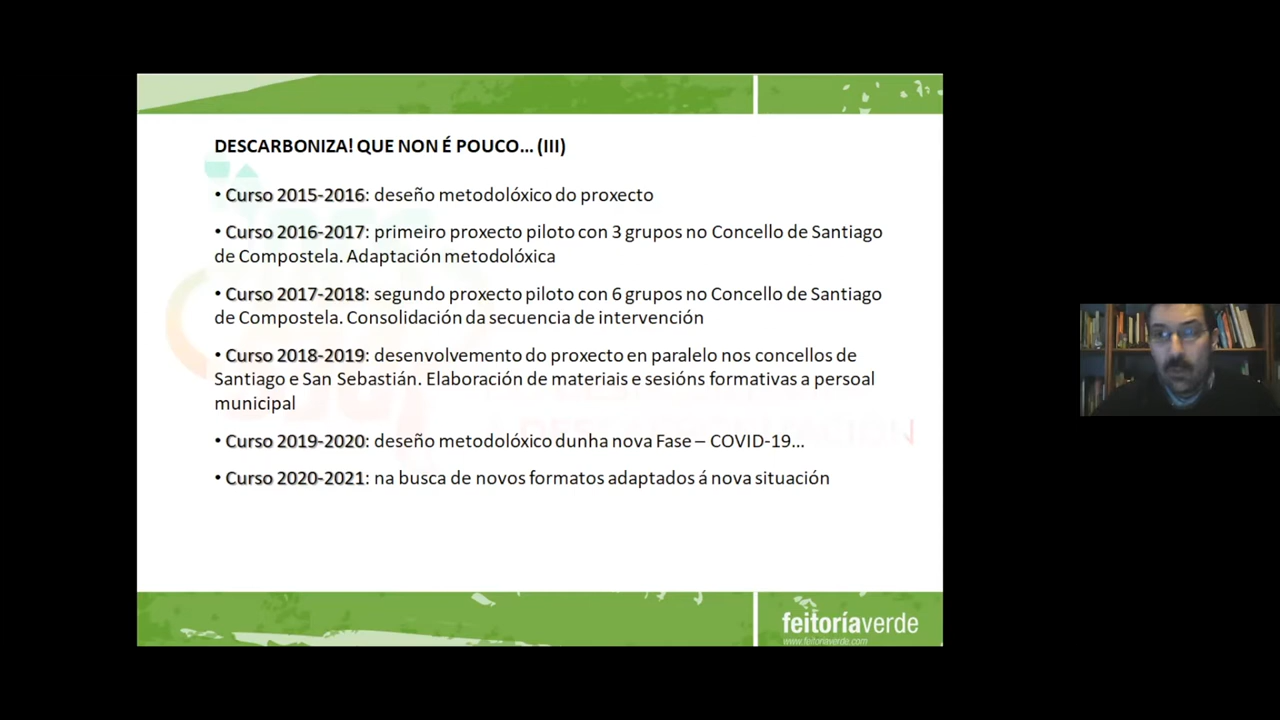 DESCARBONIZA! QUE NON É POUCO... (III)
• Curso 2015-2016: deseño metodolóxico do proxecto
• Curso 2016-2017: primeiro proxecto piloto con 3 grupos no Concello de Santiago
de Compostela. Adaptación metodolóxica
• Curso 2017-2018: segundo proxecto piloto con 6 grupos no Concello de Santiago
de Compostela. Consolidación da secuencia de intervención
• Curso 2018-2019: desenvolvemento do proxecto en paralelo nos concellos de
Santiago e San Sebastián. Elaboración de materiais e sesións formativas a persoal
municipal
• Curso 2019-2020: deseño metodolóxico dunha nova Fase – COVID-19...
• Curso 2020-2021: na busca de novos formatos adaptados á nova situación
feitoríaverde
www.feitoriaverde.com